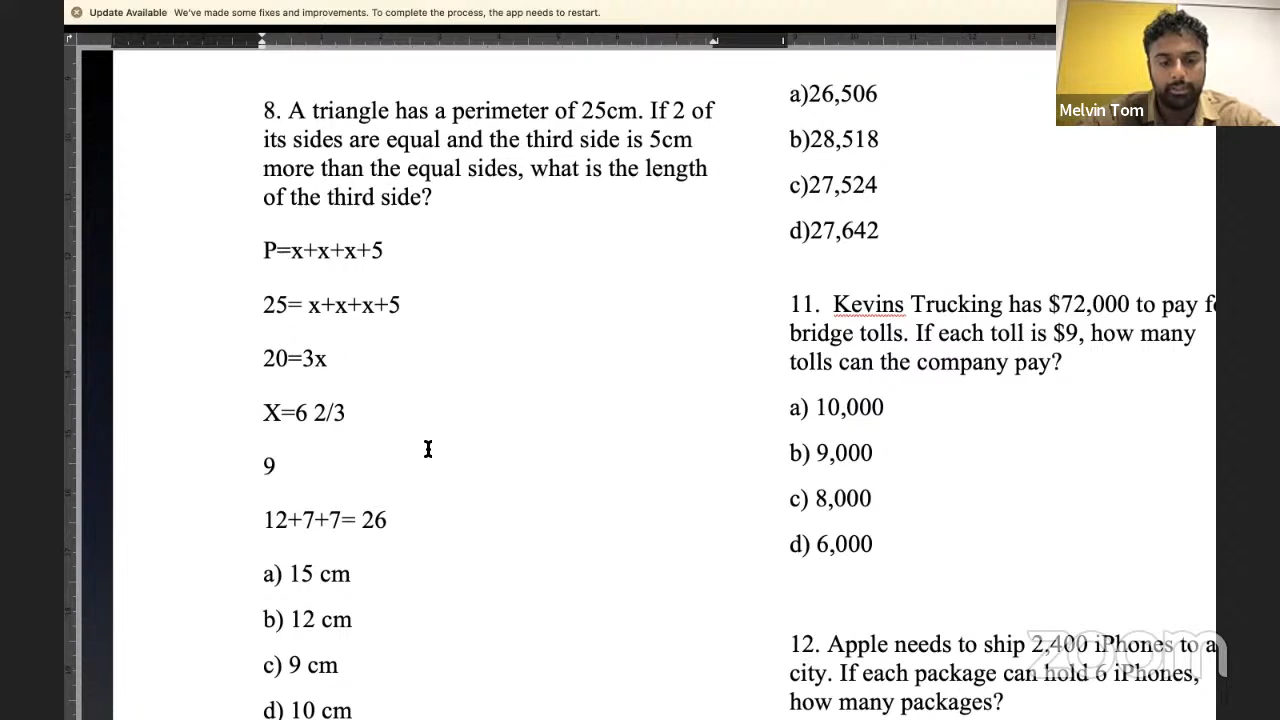 Update Available We've made some fixes and improvements. To complete the process, the app needs to restart.
Melvin Tom
8. A triangle has a perimeter of 25cm. If 2 of
its sides are equal and the third side is 5cm
more than the equal sides, what is the length
of the third side?
P=x+x+x+5
25= x+x+x+5
20=3x
X=6 2/3
9
12+7+7= 26
a) 15 cm
b) 12 cm
c) 9 cm
d) 10 cm
a)26,506
b)28,518
c)27,524
d)27,642
11. Kevins Trucking has $72,000 to pay f
bridge tolls. If each toll is $9, how many
tolls can the company pay?
a) 10,000
b) 9,000
c) 8,000
d) 6,000
12. Apple needs to ship 2,400 iPhones to a
city. If each package can hold 6 iPhones,
how many packages?
zoom